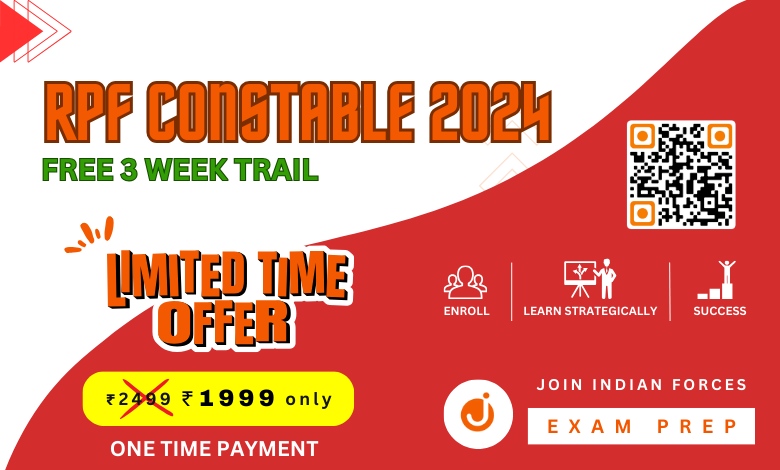 RPF CONSTABLE 2024
FREE 3 WEEK TRAIL
LIMITED TIME
OFFER
₹2499 ₹1999 only
ONE TIME PAYMENT
ENROLL
LEARN STRATEGICALLY
SUCCESS
JOIN INDIAN FORCES
EXAM PREP